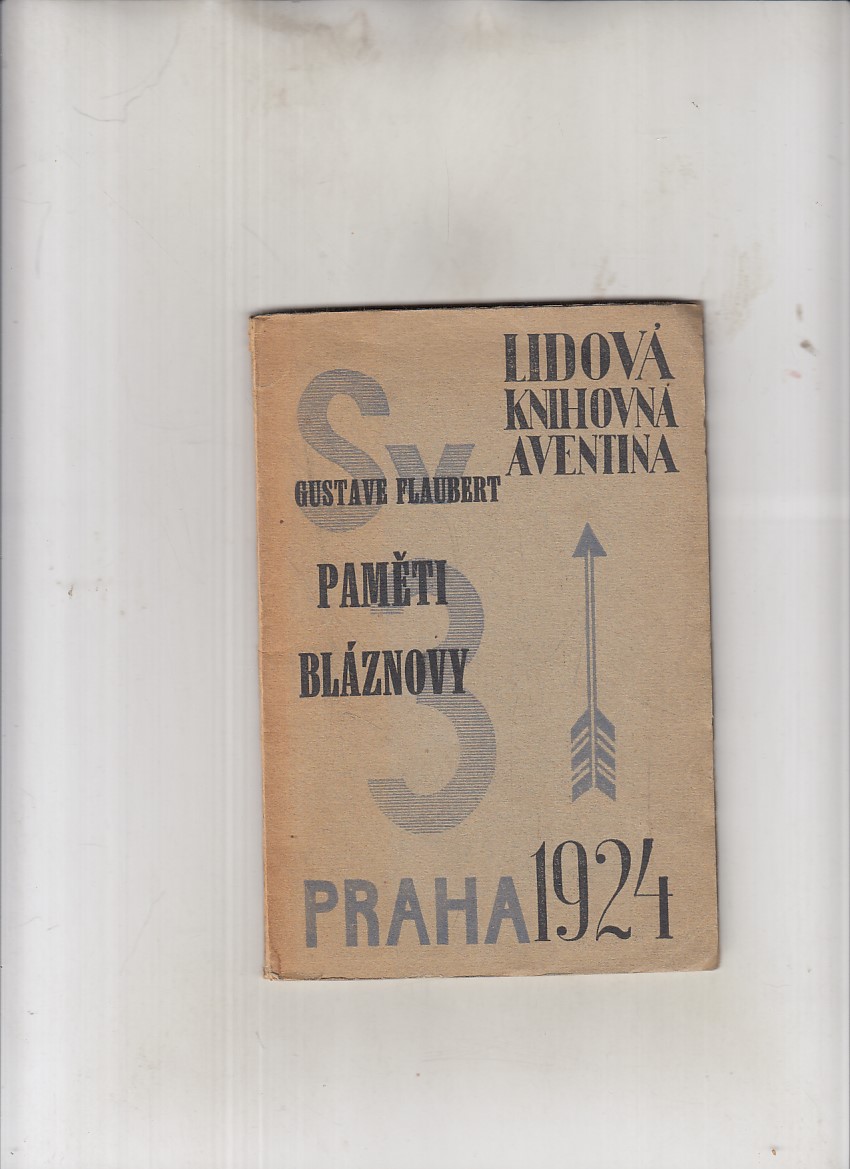 LIDOVÁ
KNIHOVNA
AVENTINA
Sv
GUSTAVE FLAUBERT
PAMĚTI
3
BLÁZNOVY
PRAHA 1924